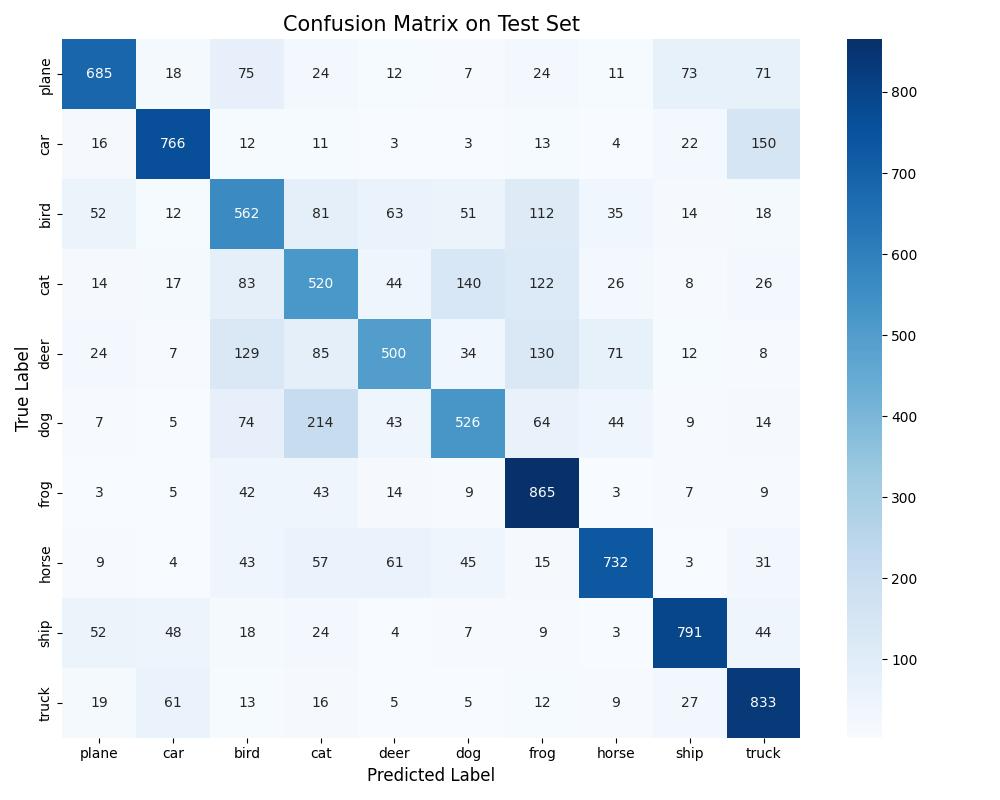 Confusion Matrix on Test Set
plane 685 18 75 24 12 7 24 11 73 71
car 16 766 12 11 3 3 13 4 22 150
bird 52 12 562 81 63 51 112 35 14 18
cat 14 17 83 520 44 140 122 26 8 26
deer 24 7 129 85 500 34 130 71 12 8
dog 7 5 74 214 43 526 64 44 9 14
frog 3 5 42 43 14 9 865 3 7 9
horse 9 4 43 57 61 45 15 732 3 31
ship 52 48 18 24 4 7 9 3 791 44
truck 19 61 13 16 5 5 12 9 27 833
plane car bird cat deer dog frog horse ship truck
Predicted Label
True Label
800
700
600
500
400
300
200
100